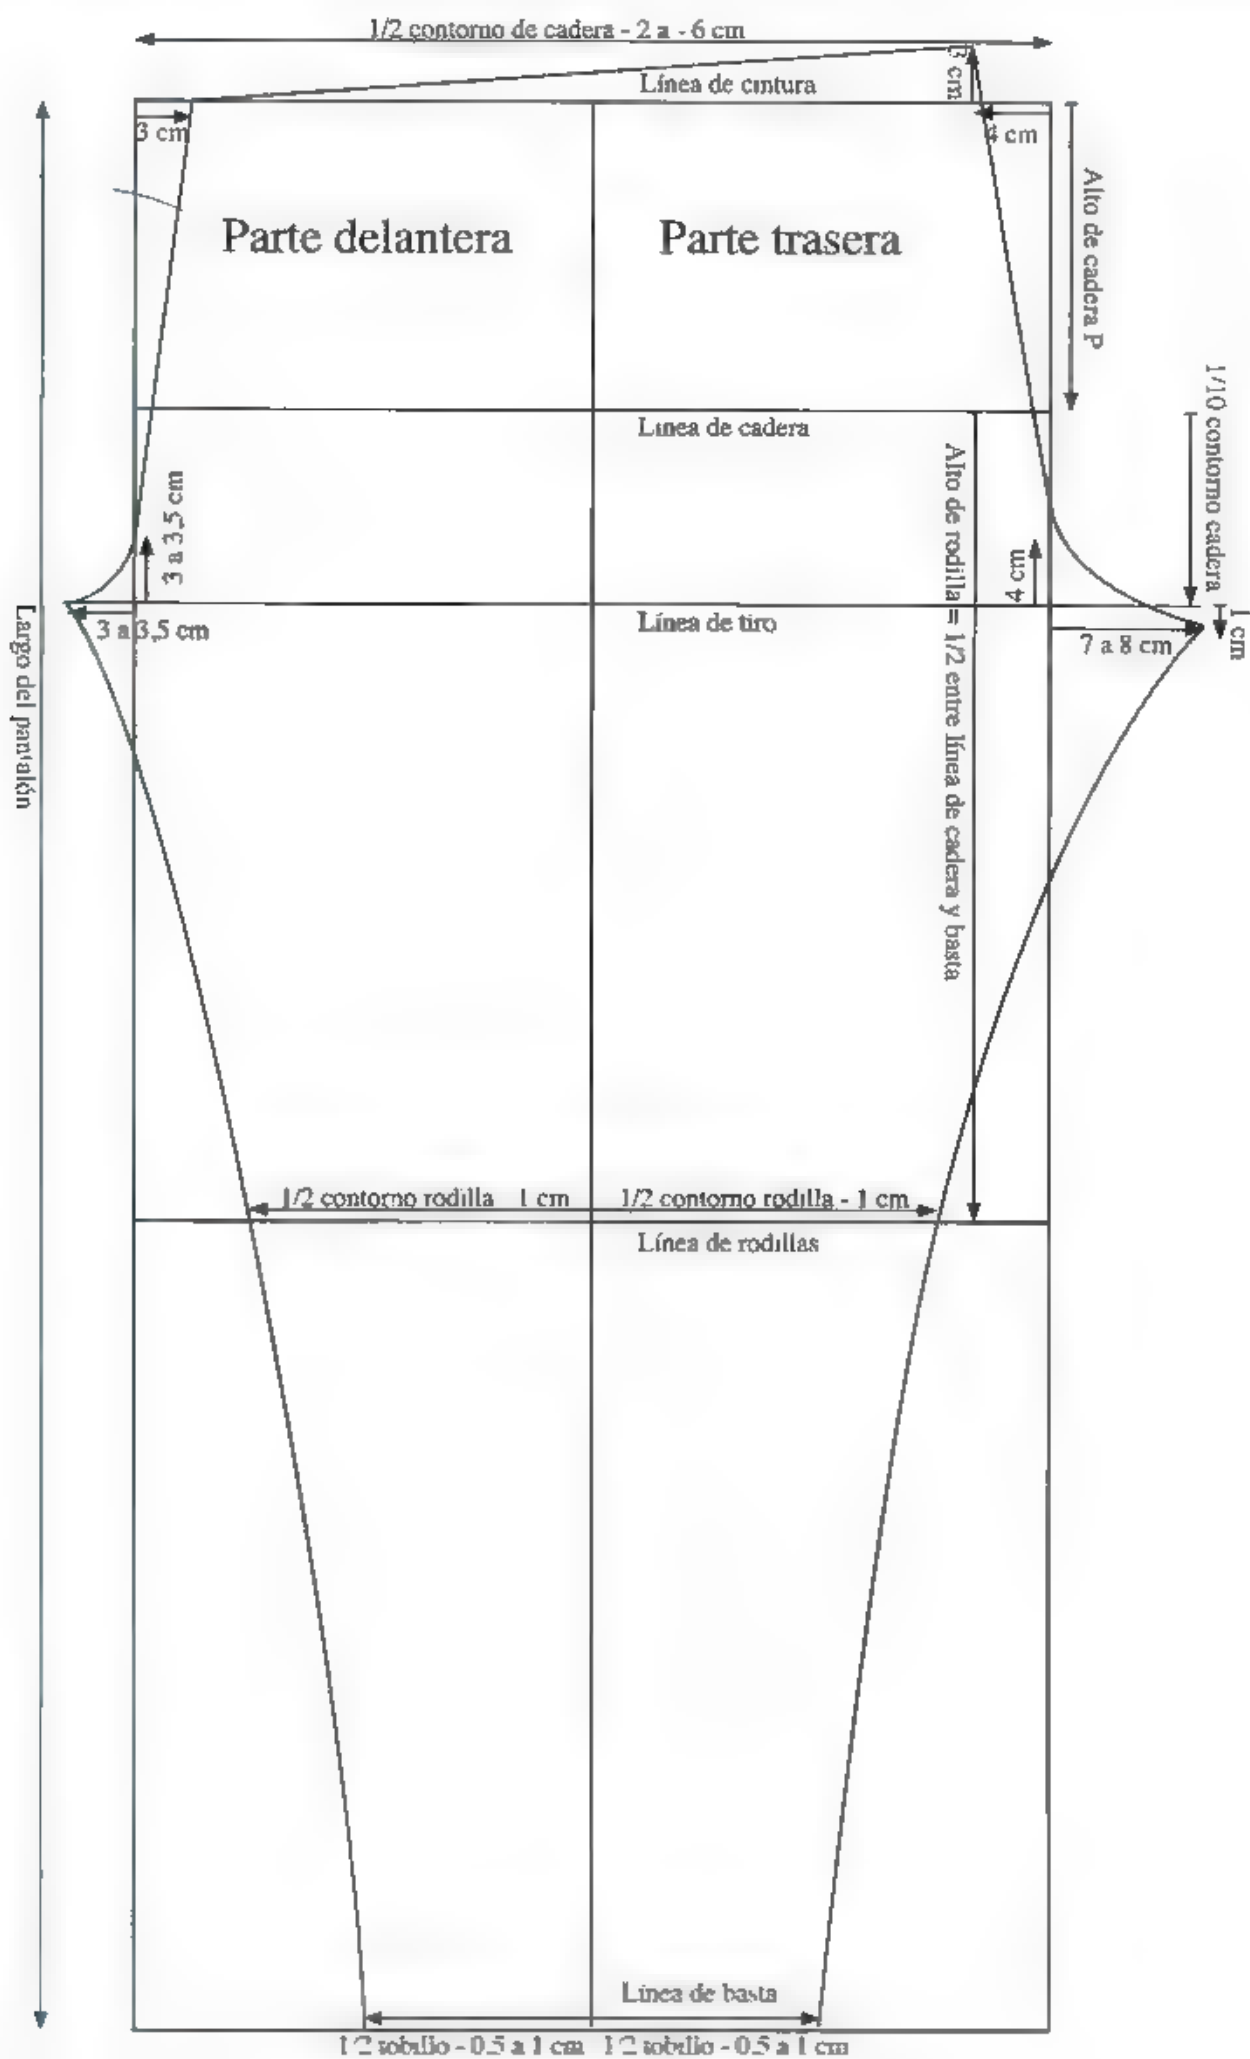 1/2 contorno de cadera - 2 a - 6 cm
3 cm
Línea de cintura
3 cm
4 cm
Parte delantera
Parte trasera
Alto de cadera P
1/10 contorno cadera
Línea de cadera
Alto de rodilla = 1/2 entre línea de cadera y basta
3 a 3,5 cm
4 cm
1 cm
3 a 3,5 cm
Línea de tiro
7 a 8 cm
Largo del pantalón
1/2 contorno rodilla 1 cm
1/2 contorno rodilla - 1 cm
Línea de rodillas
Línea de basta
1/2 tobillo - 0.5 a 1 cm
1/2 tobillo - 0.5 a 1 cm